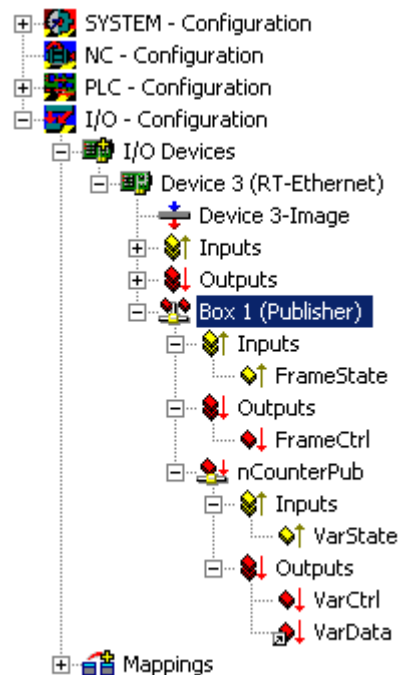 SYSTEM - Configuration
NC - Configuration
PLC - Configuration
I/O - Configuration
I/O Devices
Device 3 (RT-Ethernet)
Device 3-Image
Inputs
Outputs
Box 1 (Publisher)
Inputs
FrameState
Outputs
FrameCtrl
nCounterPub
Inputs
VarState
Outputs
VarCtrl
VarData
Mappings